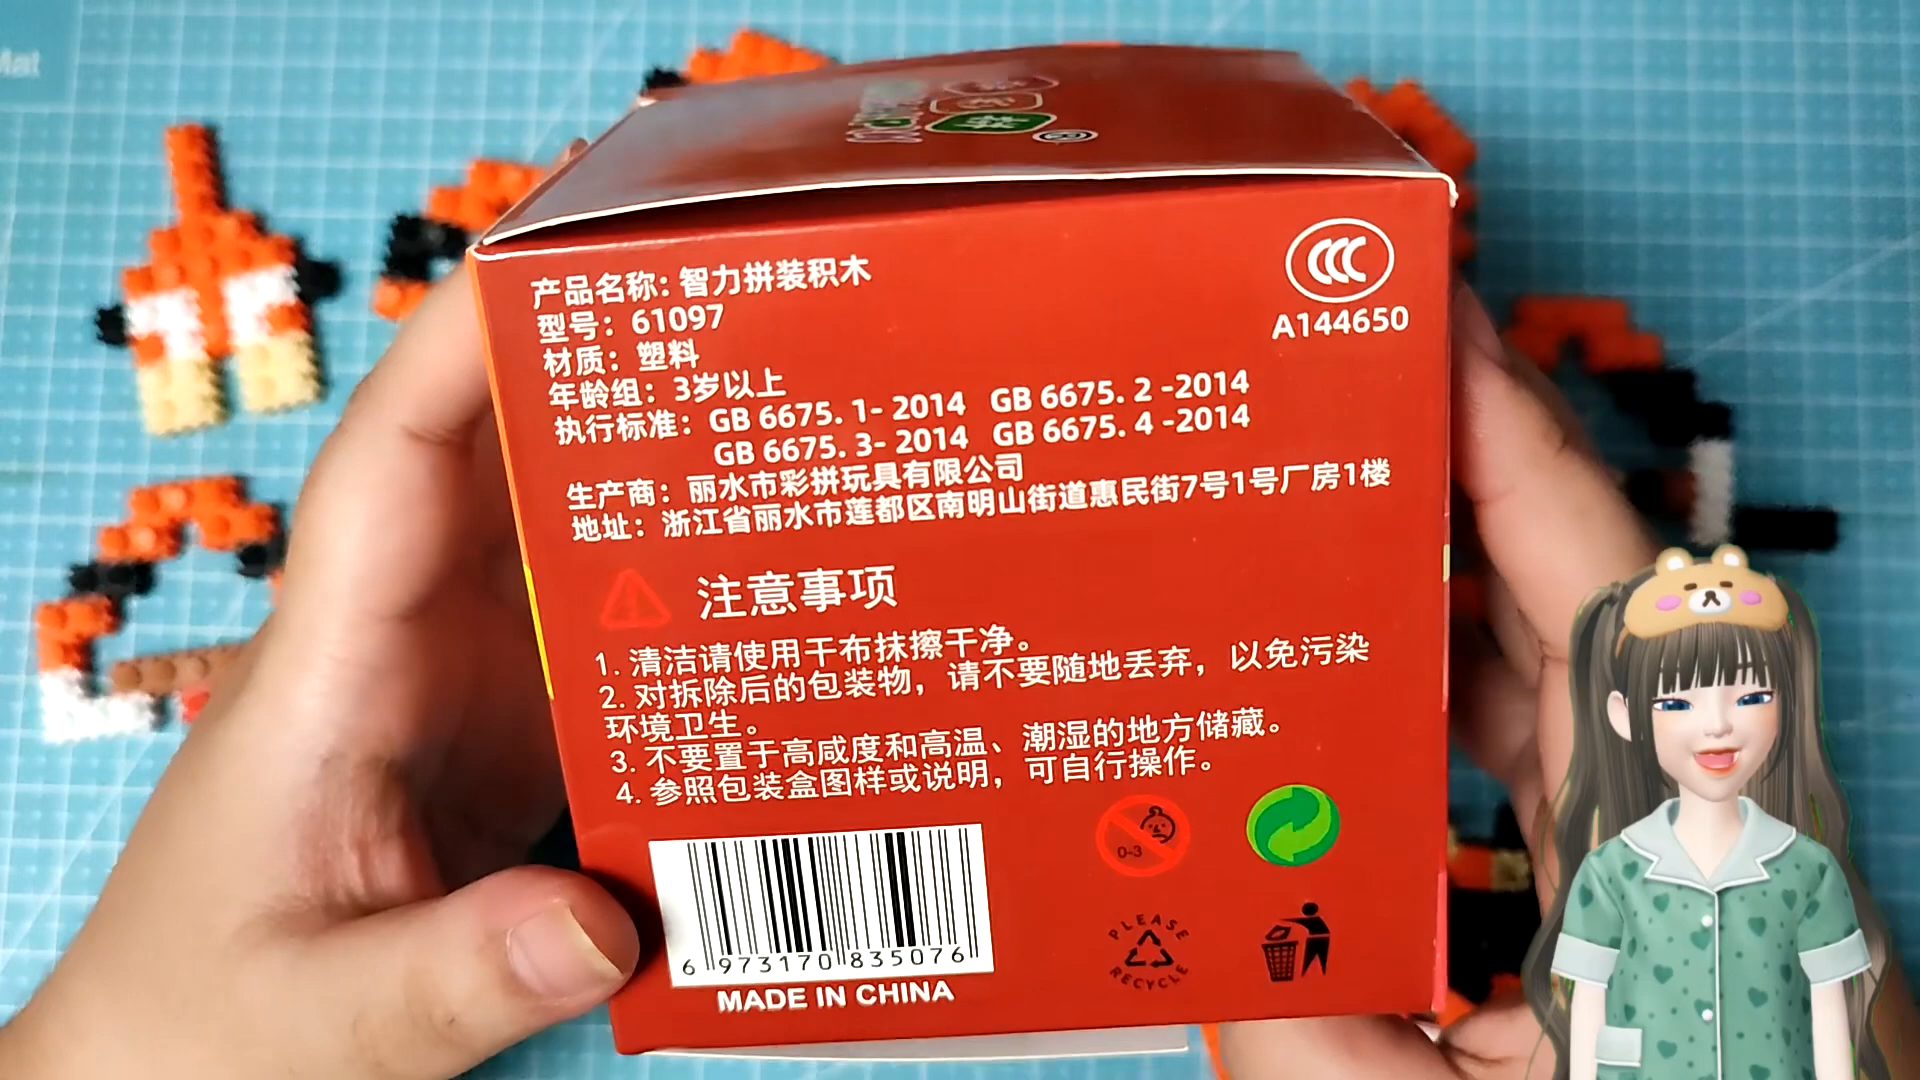 Mat
拼
®
产品名称: 智力拼装积木
型号: 61097
材质: 塑料
年龄组: 3岁以上
执行标准: GB 6675. 1- 2014 GB 6675. 2 -2014
GB 6675. 3- 2014 GB 6675. 4 -2014
生产商: 丽水市彩拼玩具有限公司
地址: 浙江省丽水市莲都区南明山街道惠民街7号1号厂房1楼
CCC
A144650
注意事项
1. 清洁请使用干布抹擦干净。
2. 对拆除后的包装物，请不要随地丢弃，以免污染
环境卫生。
3. 不要置于高咸度和高温、潮湿的地方储藏。
4. 参照包装盒图样或说明，可自行操作。
0-3
6 973170 835076
MADE IN CHINA
PLEASE
RECYCLE